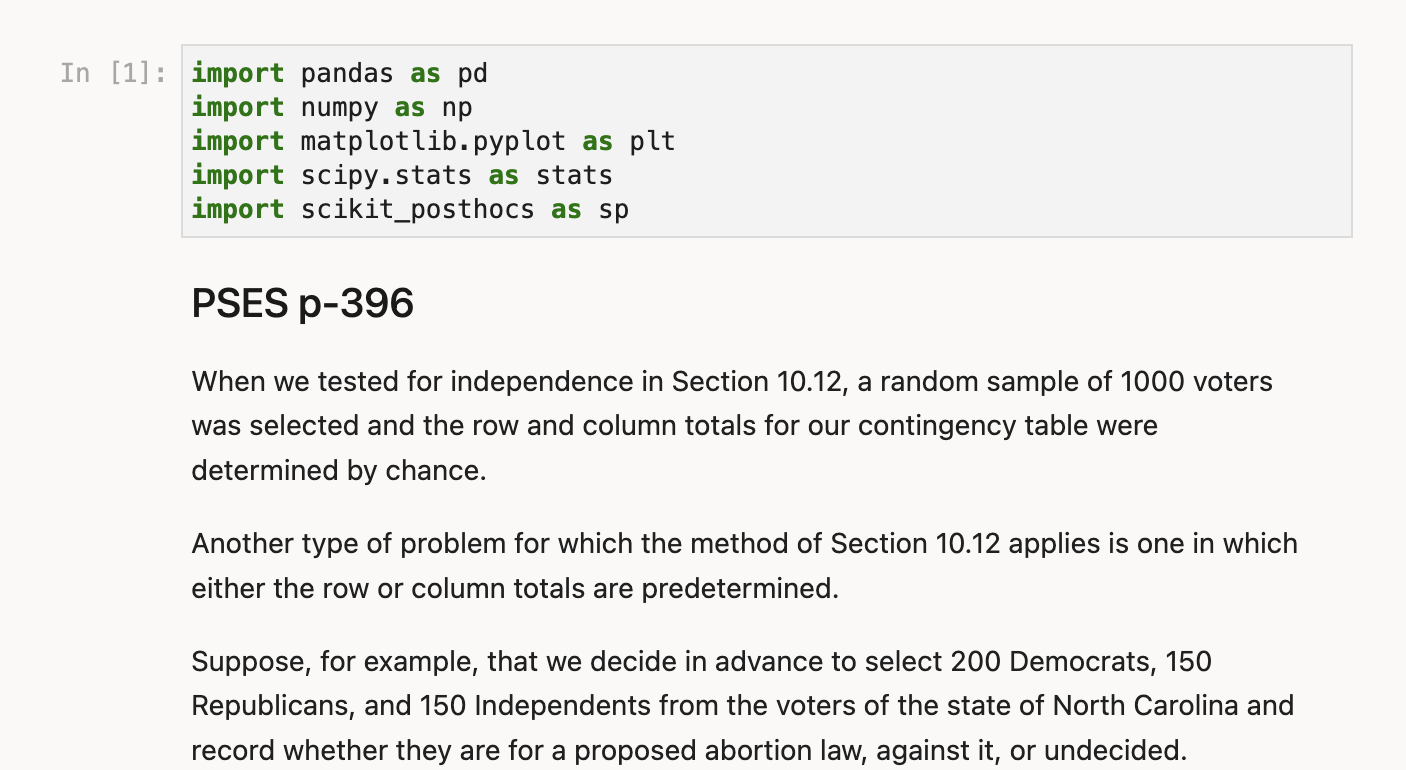 In [1]: import pandas as pd
import numpy as np
import matplotlib.pyplot as plt
import scipy.stats as stats
import scikit_posthocs as sp
PSES p-396
When we tested for independence in Section 10.12, a random sample of 1000 voters
was selected and the row and column totals for our contingency table were
determined by chance.
Another type of problem for which the method of Section 10.12 applies is one in which
either the row or column totals are predetermined.
Suppose, for example, that we decide in advance to select 200 Democrats, 150
Republicans, and 150 Independents from the voters of the state of North Carolina and
record whether they are for a proposed abortion law, against it, or undecided.